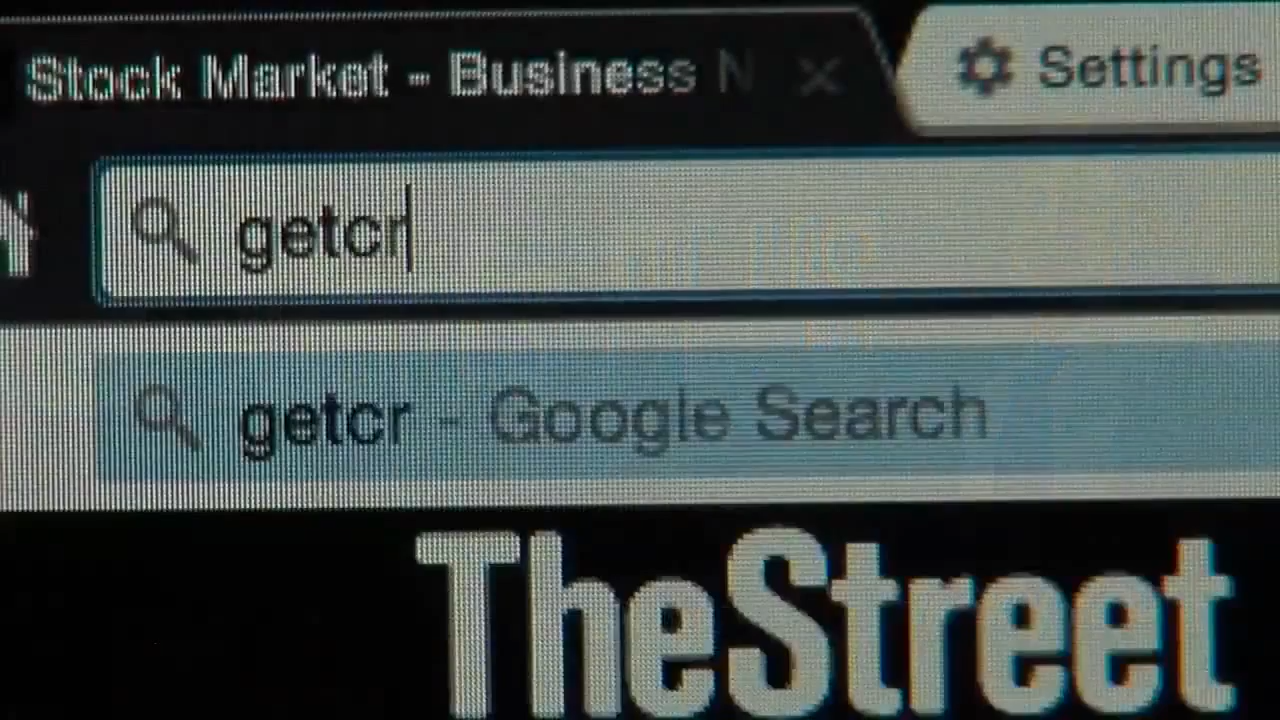 Stock Market - Business N
Settings
getcr
getcr - Google Search
TheStreet